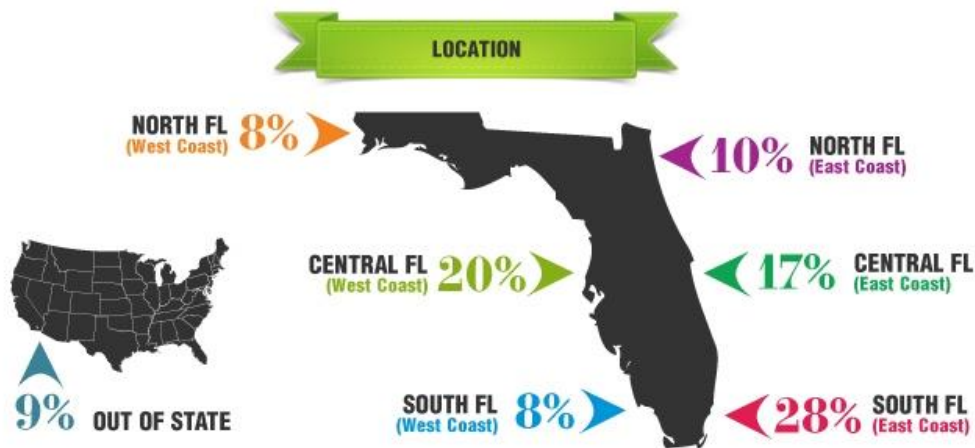 LOCATION
NORTH FL
(West Coast)
8%
10%
NORTH FL
(East Coast)
CENTRAL FL
(West Coast)
20%
17%
CENTRAL FL
(East Coast)
9%
OUT OF STATE
SOUTH FL
(West Coast)
8%
28%
SOUTH FL
(East Coast)